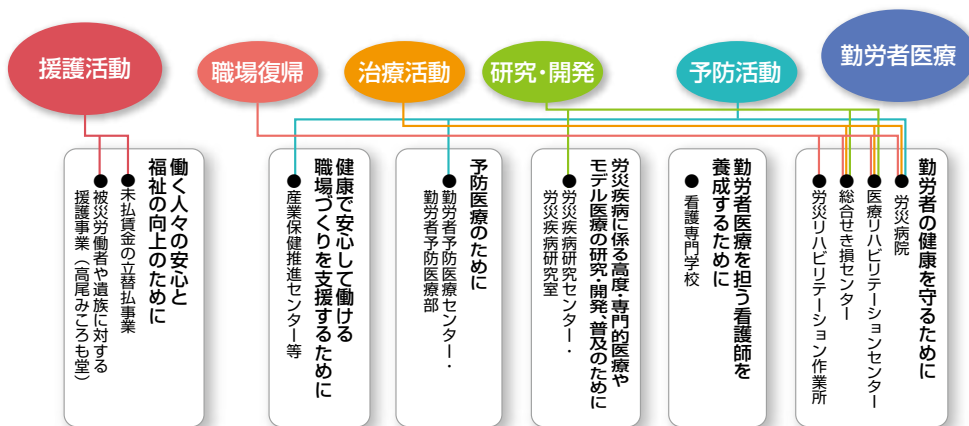 援護活動
職場復帰
治療活動
研究・開発
予防活動
勤労者医療
勤労者の健康を守るために
●労災病院
●医療リハビリテーションセンター
●総合せき損センター
●労災リハビリテーション作業所
勤労者医療を担う看護師を
養成するために
●看護専門学校
労災疾病に係る高度・専門的医療や
モデル医療の研究・開発、普及のために
●労災疾病研究センター・
労災疾病研究室
予防医療のために
●勤労者予防医療センター・
勤労者予防医療部
健康で安心して働ける
職場づくりを支援するために
●産業保健推進センター等
働く人々の安心と
福祉の向上のために
●未払賃金の立替払事業
●被災労働者や遺族に対する
援護事業(高尾みころも堂)